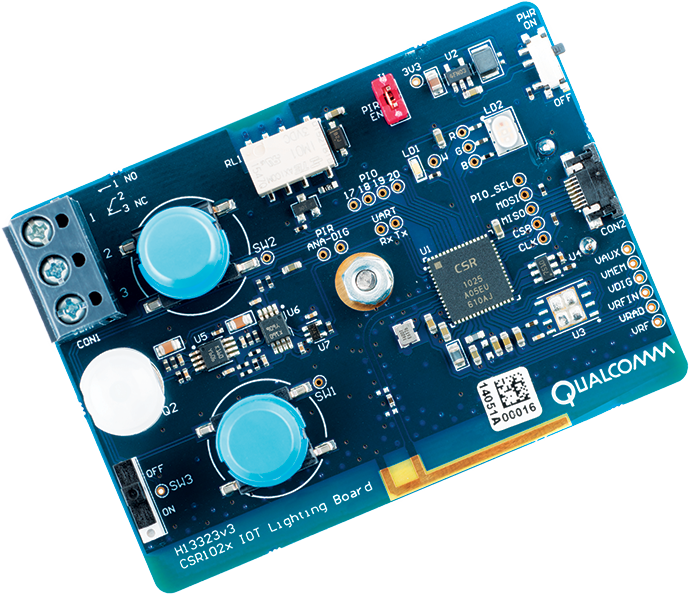 PWR
ON
OFF
U2
3V3
PIR
EN
LD2
R
G
B
LD1
W
RL1
1 NO
2
3 NC
1
2
3
CON1
PIO
17 18 19 20
UART
Rx Tx
PIR
ANA-DIG
SW2
PIO_SEL
MOSI
MISO
CSB
CLK
CON2
U4
VAUX
VMEM
VDIG
VRFIN
VRAD
VRF
U1
CSR
1025
A05EU
610AJ
U3
U5
U6
U7
Q2
SW1
OFF
SW3
ON
14051A
00016
QUALCOMM
H13323v3
CSR102x IOT Lighting Board